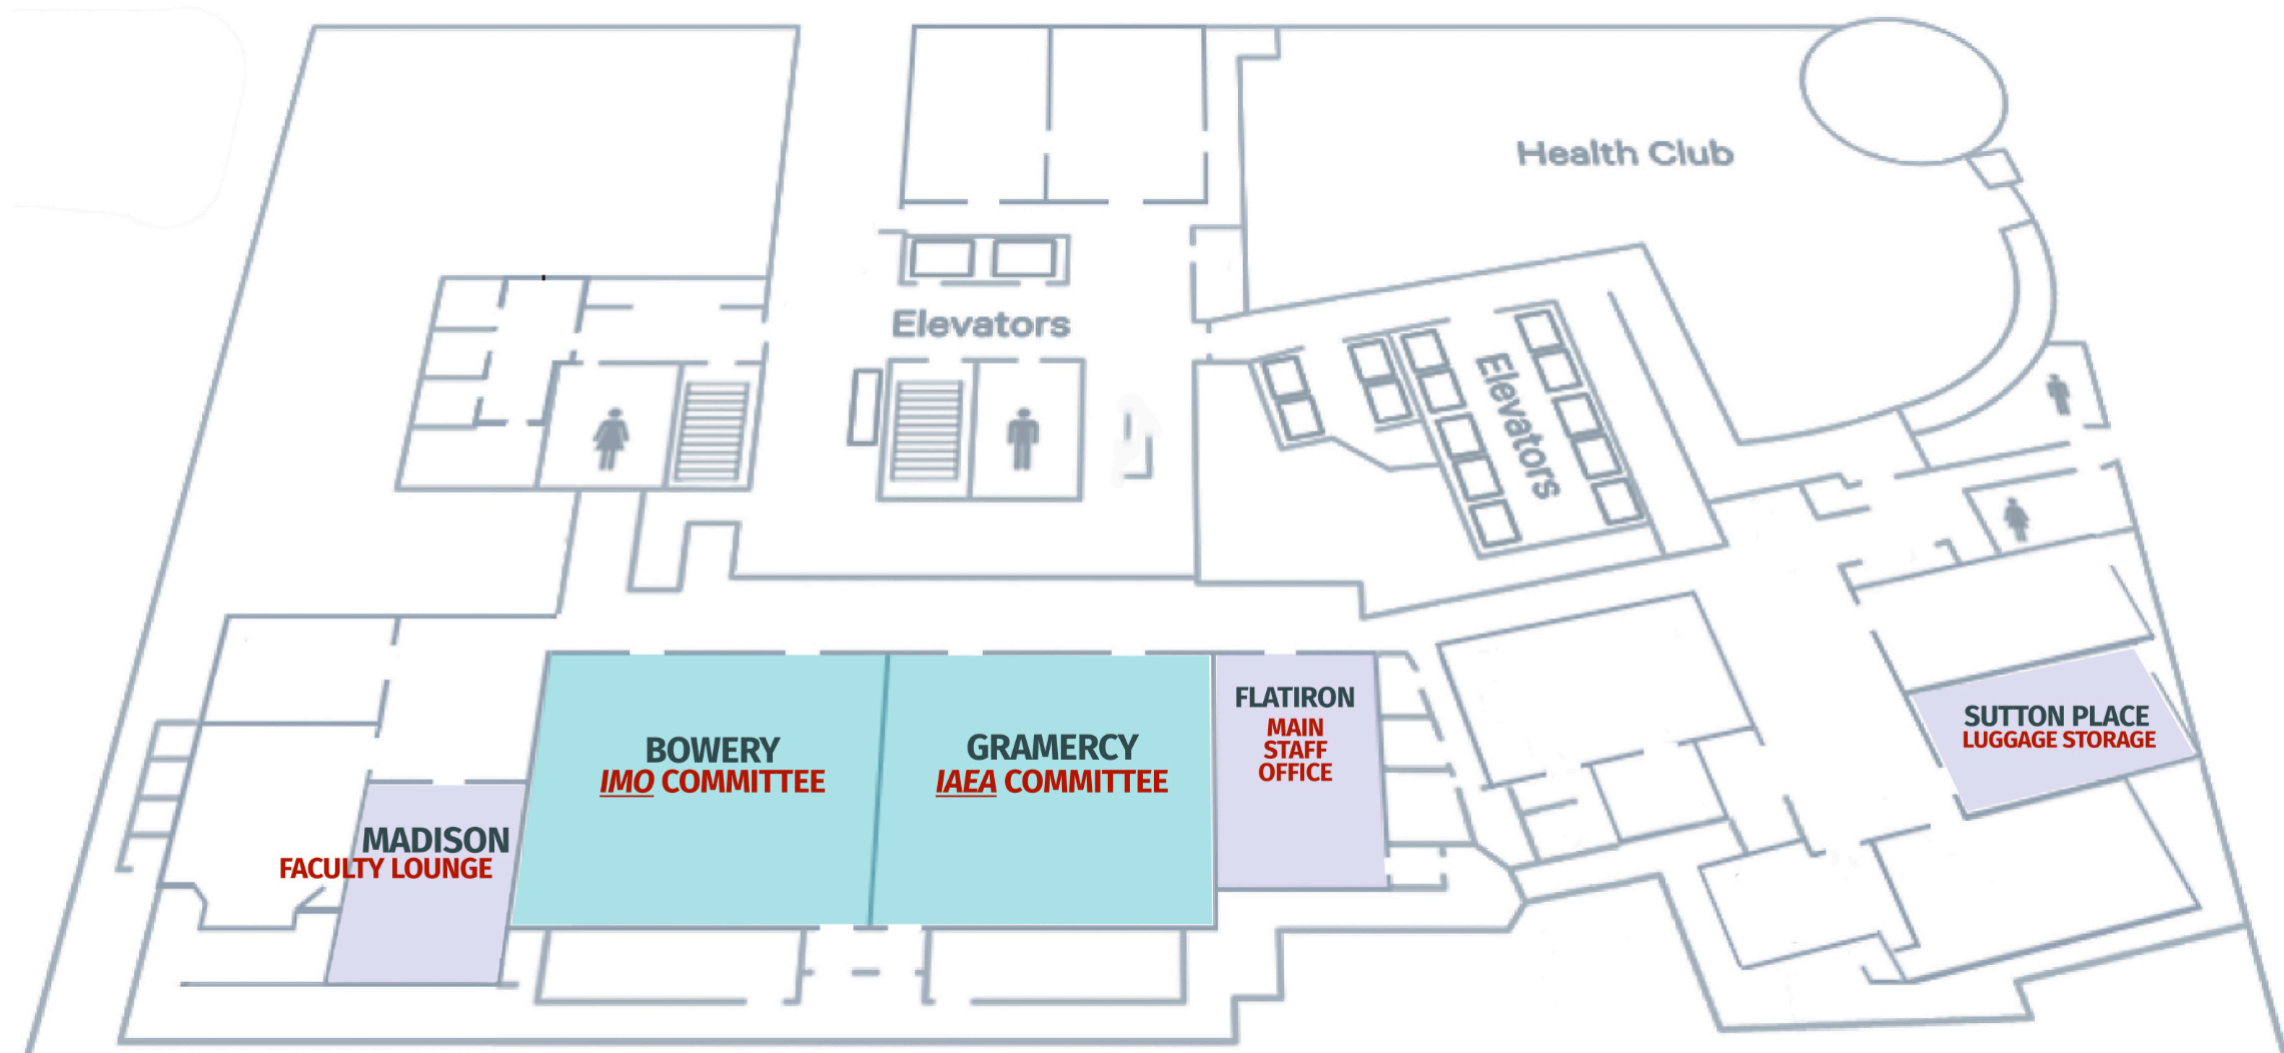 Health Club
Elevators
Elevators
FLATIRON
MAIN
STAFF
OFFICE
BOWERY
IMO COMMITTEE
GRAMERCY
IAEA COMMITTEE
SUTTON PLACE
LUGGAGE STORAGE
MADISON
FACULTY LOUNGE